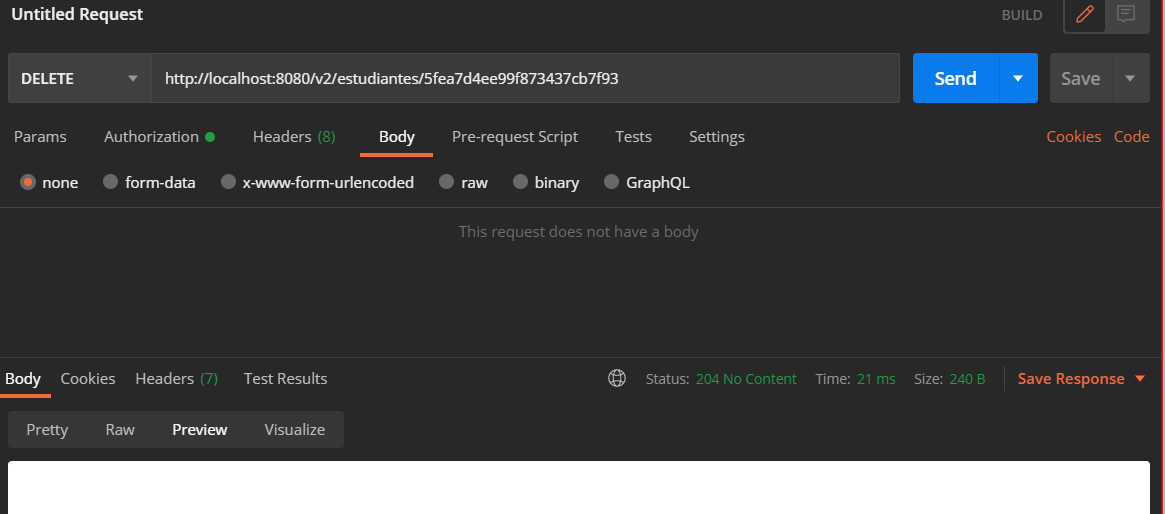 Untitled Request BUILD
DELETE http://localhost:8080/v2/estudiantes/5fea7d4ee99f873437cb7f93 Send Save
Params Authorization Headers (8) Body Pre-request Script Tests Settings Cookies Code
none form-data x-www-form-urlencoded raw binary GraphQL
This request does not have a body
Body Cookies Headers (7) Test Results Status: 204 No Content Time: 21 ms Size: 240 B Save Response
Pretty Raw Preview Visualize